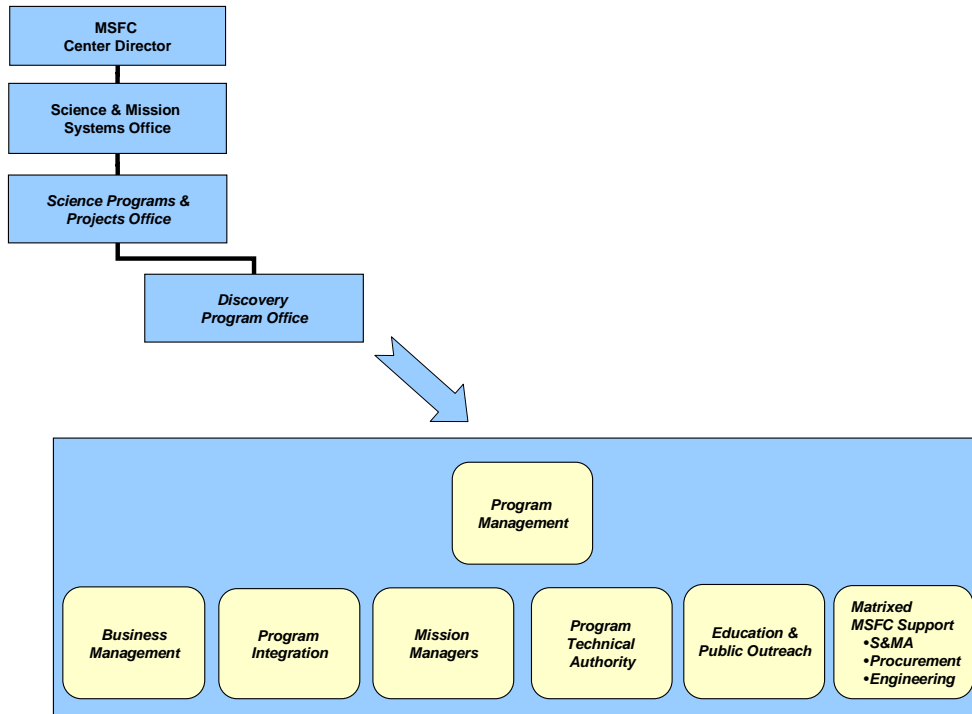 MSFC
Center Director
Science & Mission
Systems Office
Science Programs &
Projects Office
Discovery
Program Office
Program
Management
Business
Management
Program
Integration
Mission
Managers
Program
Technical
Authority
Education &
Public Outreach
Matrixed
MSFC Support
•S&MA
•Procurement
•Engineering